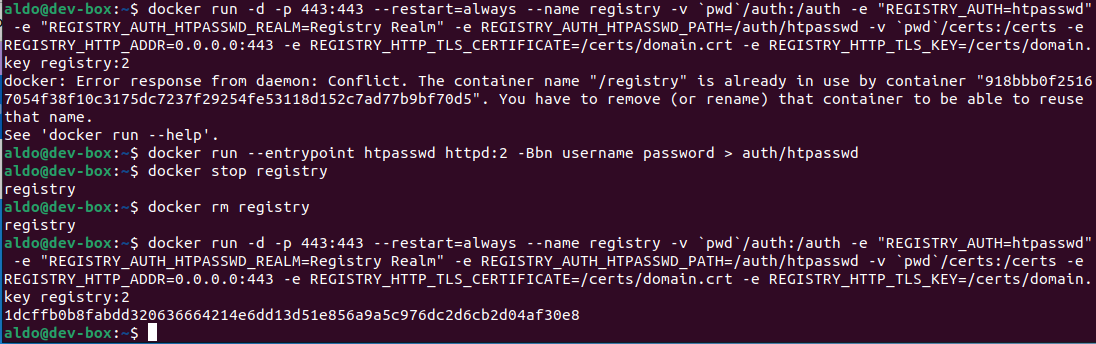 aldo@dev-box:~$ docker run -d -p 443:443 --restart=always --name registry -v `pwd`/auth:/auth -e "REGISTRY_AUTH=htpasswd"
 -e "REGISTRY_AUTH_HTPASSWD_REALM=Registry Realm" -e REGISTRY_AUTH_HTPASSWD_PATH=/auth/htpasswd -v `pwd`/certs:/certs -e
REGISTRY_HTTP_ADDR=0.0.0.0:443 -e REGISTRY_HTTP_TLS_CERTIFICATE=/certs/domain.crt -e REGISTRY_HTTP_TLS_KEY=/certs/domain.
key registry:2
docker: Error response from daemon: Conflict. The container name "/registry" is already in use by container "918bbb0f2516
7054f38f10c3175dc7237f29254fe53118d152c7ad77b9bf70d5". You have to remove (or rename) that container to be able to reuse
that name.
See 'docker run --help'.
aldo@dev-box:~$ docker run --entrypoint htpasswd httpd:2 -Bbn username password > auth/htpasswd
aldo@dev-box:~$ docker stop registry
registry
aldo@dev-box:~$ docker rm registry
registry
aldo@dev-box:~$ docker run -d -p 443:443 --restart=always --name registry -v `pwd`/auth:/auth -e "REGISTRY_AUTH=htpasswd"
 -e "REGISTRY_AUTH_HTPASSWD_REALM=Registry Realm" -e REGISTRY_AUTH_HTPASSWD_PATH=/auth/htpasswd -v `pwd`/certs:/certs -e
REGISTRY_HTTP_ADDR=0.0.0.0:443 -e REGISTRY_HTTP_TLS_CERTIFICATE=/certs/domain.crt -e REGISTRY_HTTP_TLS_KEY=/certs/domain.
key registry:2
1dcffb0b8fabdd320636664214e6dd13d51e856a9a5c976dc2d6cb2d04af30e8
aldo@dev-box:~$